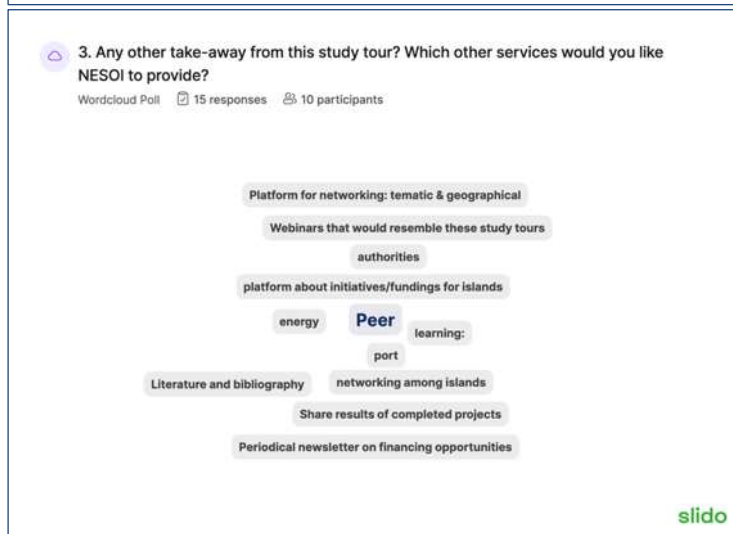 3. Any other take-away from this study tour? Which other services would you like
NESOI to provide?
Wordcloud Poll 15 responses 10 participants
Platform for networking: tematic & geographical
Webinars that would resemble these study tours
authorities
platform about initiatives/fundings for islands
energy
Peer
learning:
port
Literature and bibliography
networking among islands
Share results of completed projects
Periodical newsletter on financing opportunities
slido